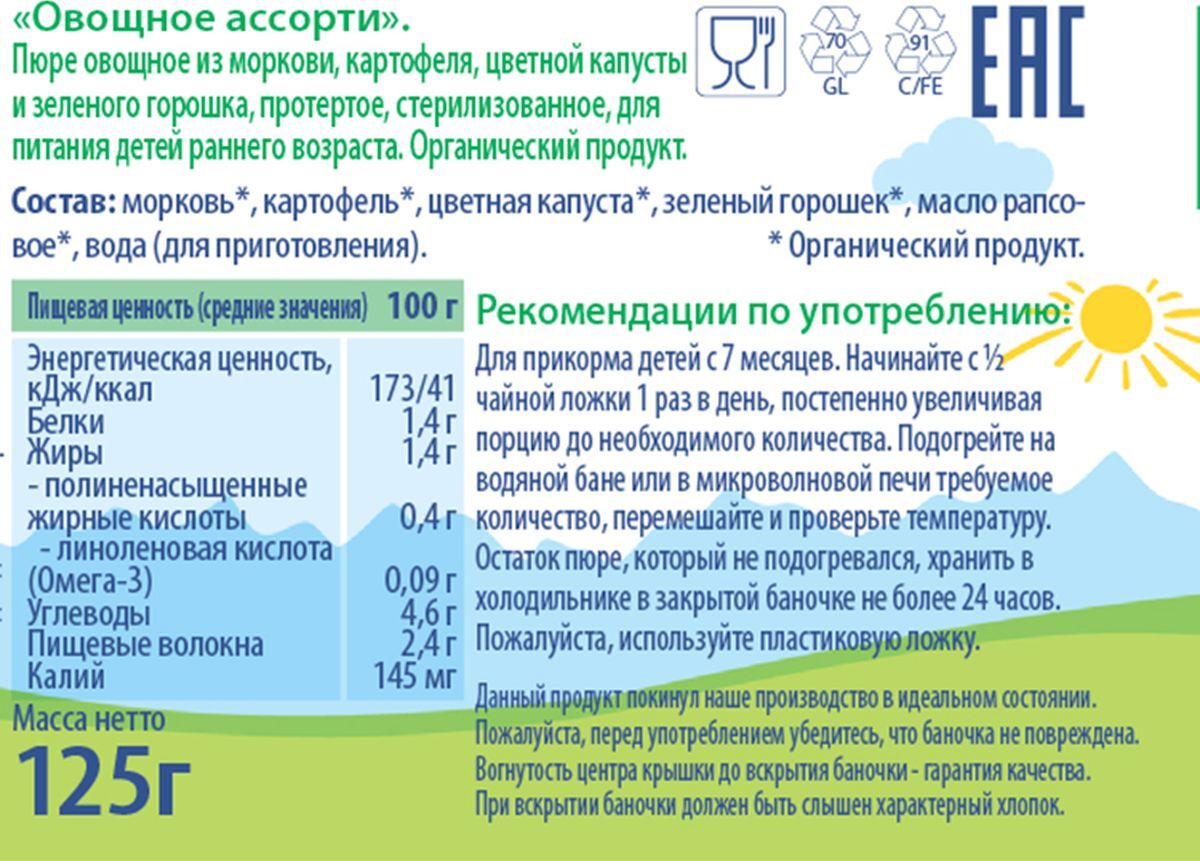 «Овощное ассорти».
Пюре овощное из моркови, картофеля, цветной капусты
и зеленого горошка, протертое, стерилизованное, для
питания детей раннего возраста. Органический продукт.
70
GL
91
C/FE
EAC
Состав: морковь*, картофель*, цветная капуста*, зеленый горошек*, масло рапсо-
вое*, вода (для приготовления). * Органический продукт.
Пищевая ценность (средние значения) 100 г
Энергетическая ценность,
кДж/ккал 173/41
Белки 1,4 г
Жиры 1,4 г
- полиненасыщенные
жирные кислоты 0,4 г
- линоленовая кислота
(Омега-3) 0,09 г
Углеводы 4,6 г
Пищевые волокна 2,4 г
Калий 145 мг
Масса нетто
125г
Рекомендации по употреблению:
Для прикорма детей с 7 месяцев. Начинайте с ½
чайной ложки 1 раз в день, постепенно увеличивая
порцию до необходимого количества. Подогрейте на
водяной бане или в микроволновой печи требуемое
количество, перемешайте и проверьте температуру.
Остаток пюре, который не подогревался, хранить в
холодильнике в закрытой баночке не более 24 часов.
Пожалуйста, используйте пластиковую ложку.
Данный продукт покинул наше производство в идеальном состоянии.
Пожалуйста, перед употреблением убедитесь, что баночка не повреждена.
Вогнутость центра крышки до вскрытия баночки - гарантия качества.
При вскрытии баночки должен быть слышен характерный хлопок.